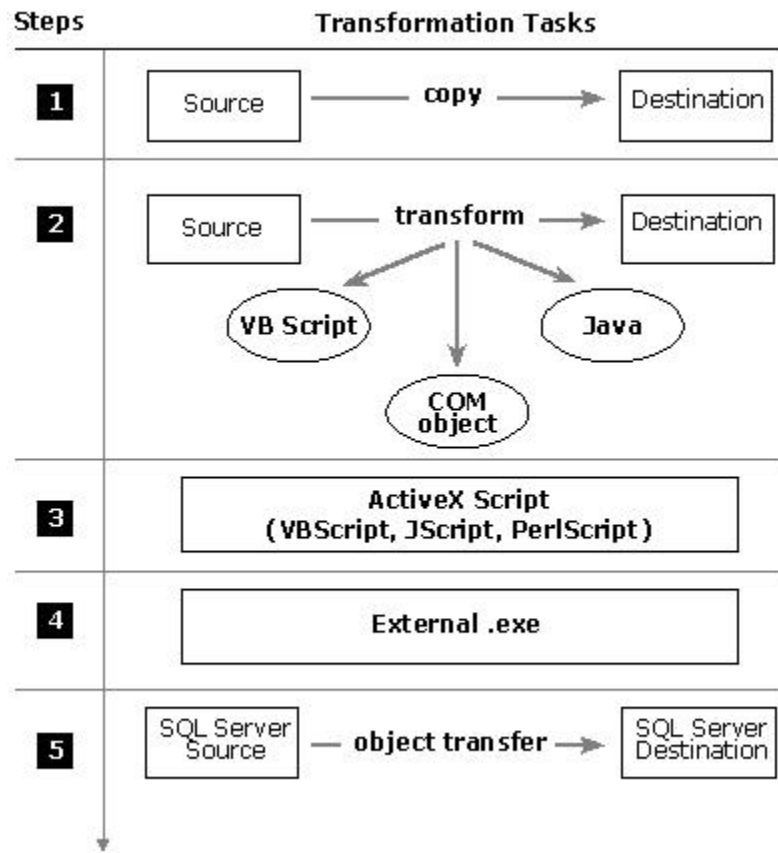 Steps
Transformation Tasks
1
Source
copy
Destination
2
Source
transform
Destination
VB Script
Java
COM
object
3
ActiveX Script
(VBScript, JScript, PerlScript)
4
External .exe
5
SQL Server
Source
object transfer
SQL Server
Destination